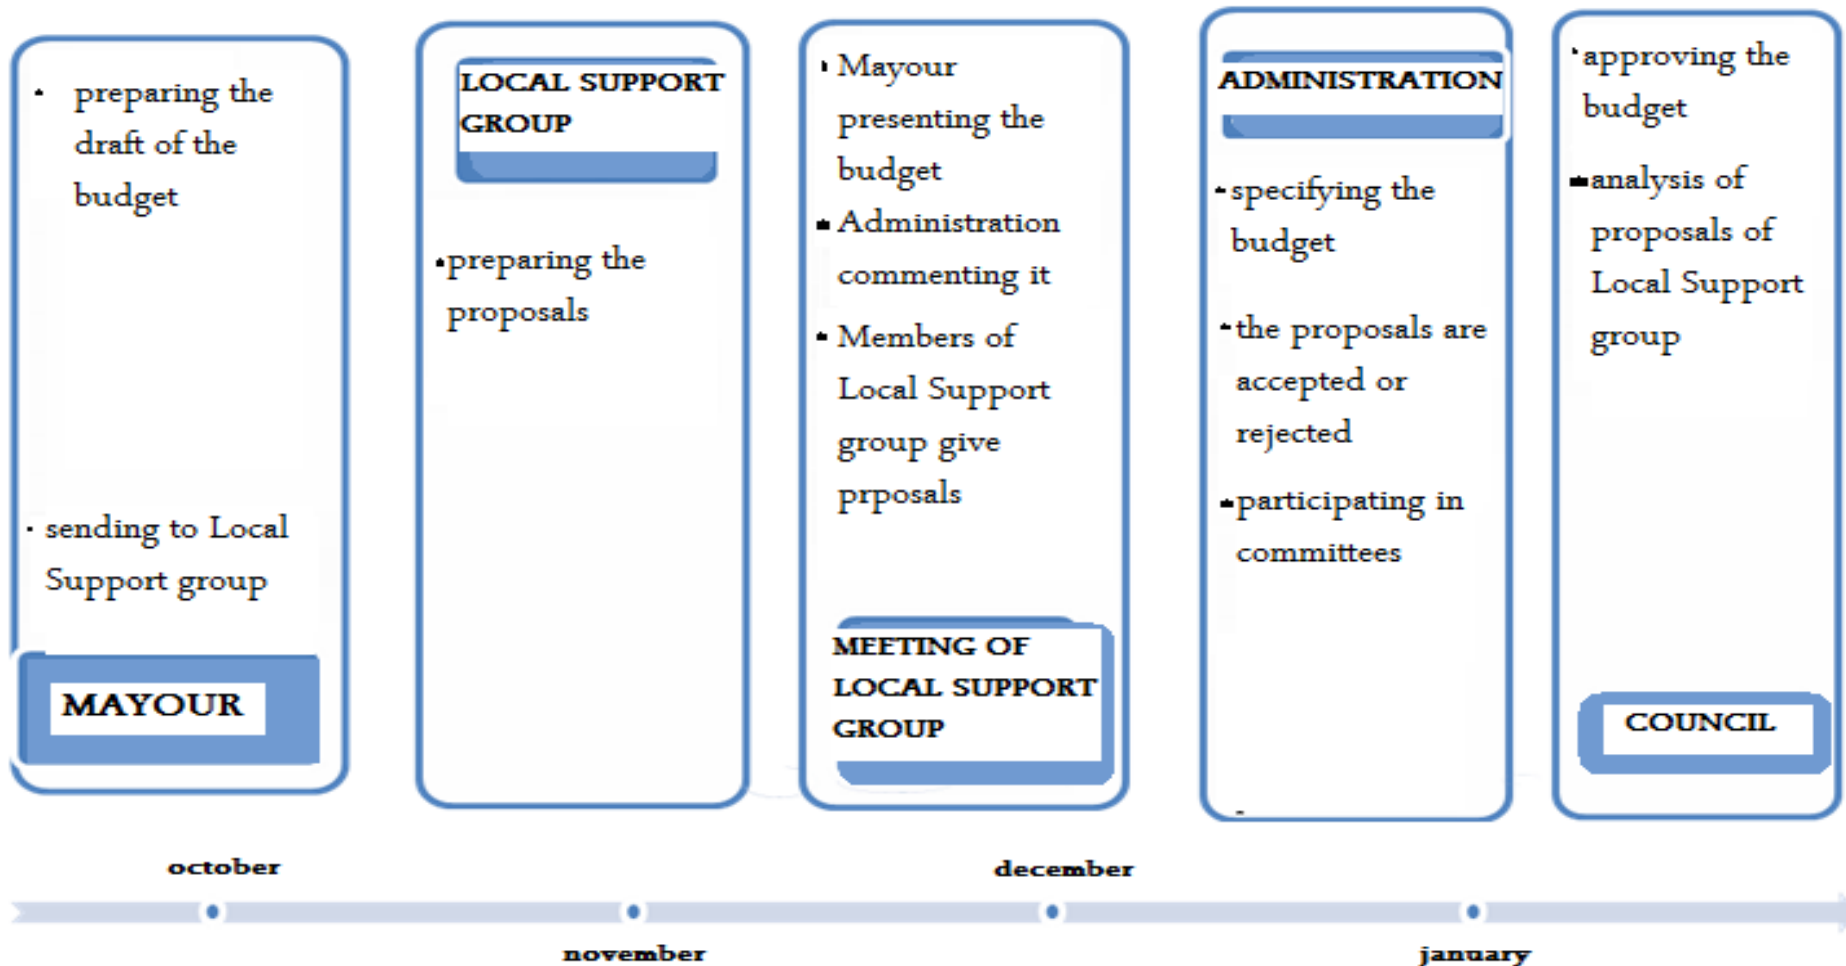 preparing the
draft of the
budget
sending to Local
Support group
MAYOUR
LOCAL SUPPORT
GROUP
preparing the
proposals
Mayour
presenting the
budget
Administration
commenting it
Members of
Local Support
group give
prposals
MEETING OF
LOCAL SUPPORT
GROUP
ADMINISTRATION
specifying the
budget
the proposals are
accepted or
rejected
participating in
committees
approving the
budget
analysis of
proposals of
Local Support
group
COUNCIL
october
november
december
january